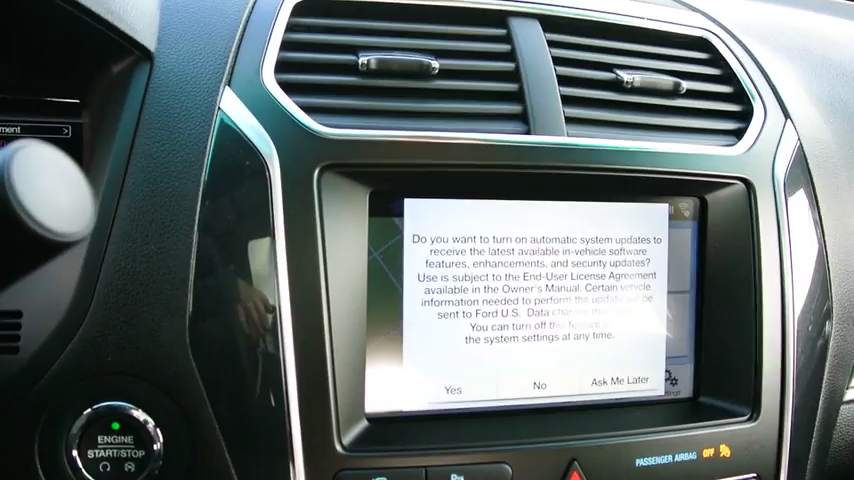 ment >
Do you want to turn on automatic system updates to
receive the latest available in-vehicle software
features, enhancements, and security updates?
Use is subject to the End-User License Agreement
available in the Owner's Manual. Certain vehicle
information needed to perform the update will be
sent to Ford U.S. Data
You can turn off this feature
the system settings at any time.
Yes
No
Ask Me Later
ENGINE
START/STOP
PASSENGER AIRBAG OFF